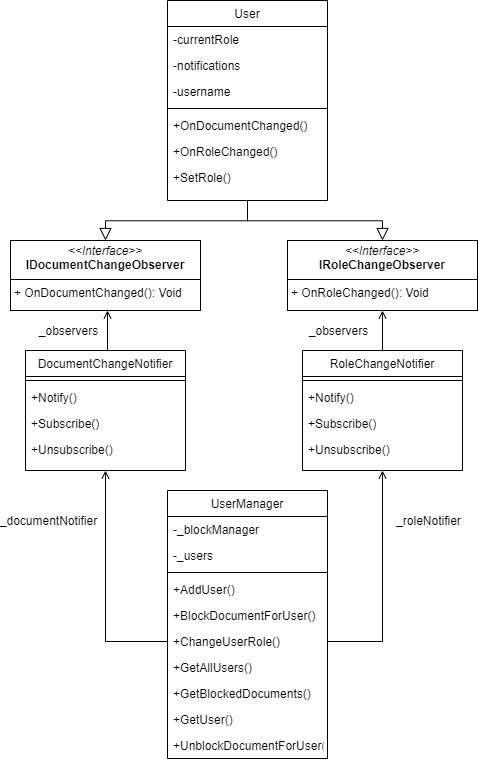 User
-currentRole
-notifications
-username
+OnDocumentChanged()
+OnRoleChanged()
+SetRole()
<<Interface>>
IDocumentChangeObserver
+ OnDocumentChanged(): Void
<<Interface>>
IRoleChangeObserver
+ OnRoleChanged(): Void
_observers
_observers
DocumentChangeNotifier
+Notify()
+Subscribe()
+Unsubscribe()
RoleChangeNotifier
+Notify()
+Subscribe()
+Unsubscribe()
_documentNotifier
_roleNotifier
UserManager
-_blockManager
-_users
+AddUser()
+BlockDocumentForUser()
+ChangeUserRole()
+GetAllUsers()
+GetBlockedDocuments()
+GetUser()
+UnblockDocumentForUser(